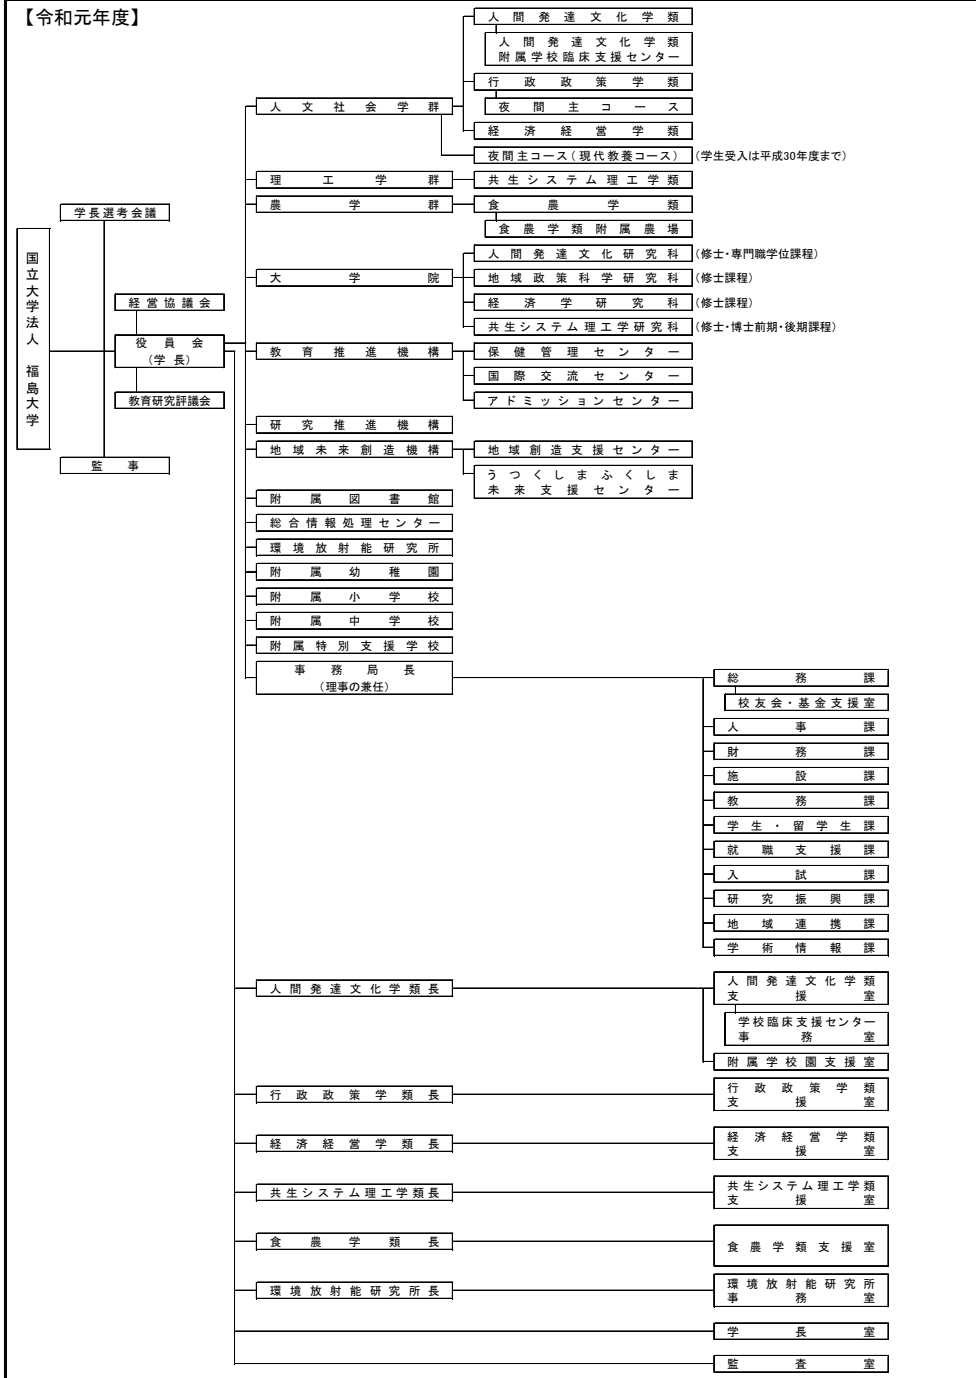 【令和元年度】
人間発達文化学類
人間発達文化学類
附属学校臨床支援センター
行政政策学類
人文社会学群
夜間主コース
経済経営学類
夜間主コース(現代教養コース) (学生受入は平成30年度まで)
理工学群
共生システム理工学類
農学群
食農学類
学長選考会議
食農学類附属農場
国立大学法人 福島大学
人間発達文化研究科 (修士・専門職学位課程)
大学院
地域政策科学研究科 (修士課程)
経営協議会
経済学研究科 (修士課程)
共生システム理工学研究科 (修士・博士前期・後期課程)
役員会
(学長)
教育推進機構
保健管理センター
国際交流センター
教育研究評議会
アドミッションセンター
研究推進機構
地域未来創造機構
地域創造支援センター
監事
うつくしまふくしま
未来支援センター
附属図書館
総合情報処理センター
環境放射能研究所
附属幼稚園
附属小学校
附属中学校
附属特別支援学校
事務局長
(理事の兼任)
総務課
校友会・基金支援室
人事課
財務課
施設課
教務課
学生・留学生課
就職支援課
入試課
研究振興課
地域連携課
学術情報課
人間発達文化学類長
人間発達文化学類
支援室
学校臨床支援センター
事務室
附属学校園支援室
行政政策学類長
行政政策学類
支援室
経済経営学類長
経済経営学類
支援室
共生システム理工学類長
共生システム理工学類
支援室
食農学類長
食農学類支援室
環境放射能研究所長
環境放射能研究所
事務室
学長室
監査室